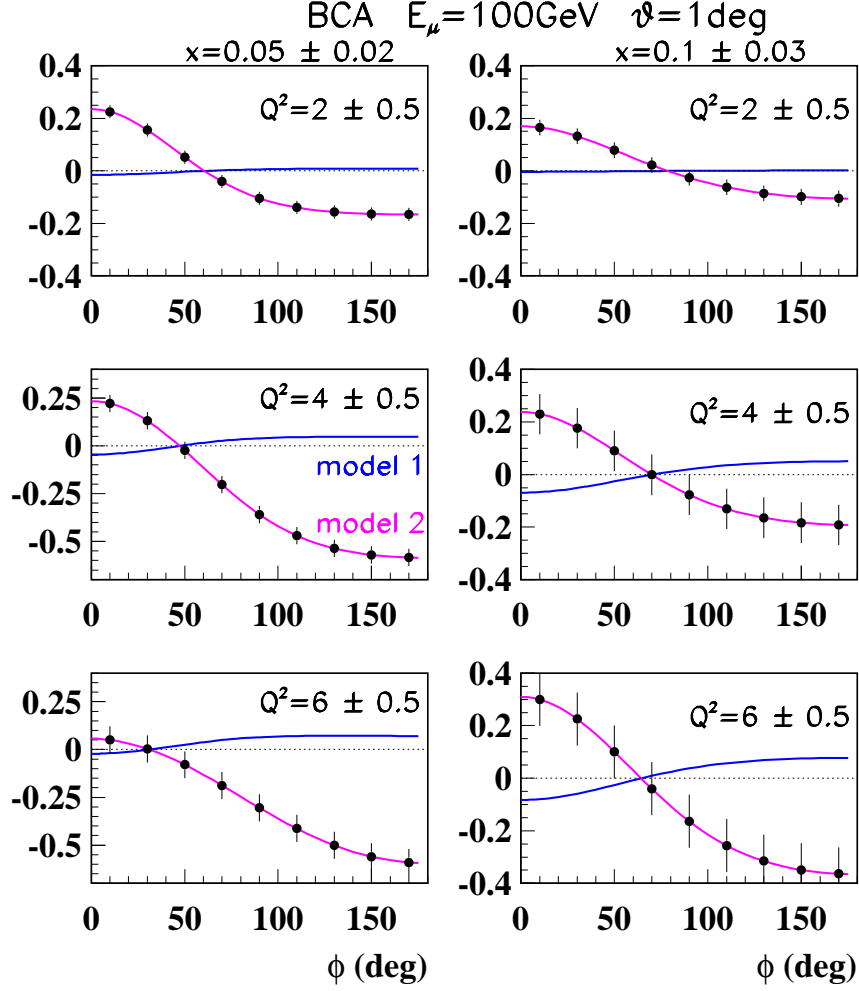 BCA E_μ=100GeV ϑ=1deg
x=0.05 ± 0.02
x=0.1 ± 0.03
Q²=2 ± 0.5
0.4
0.2
0
-0.2
-0.4
0 50 100 150
Q²=2 ± 0.5
0.4
0.2
0
-0.2
-0.4
0 50 100 150
Q²=4 ± 0.5
0.25
0
-0.25
-0.5
model 1
model 2
0 50 100 150
Q²=4 ± 0.5
0.4
0.2
0
-0.2
-0.4
0 50 100 150
Q²=6 ± 0.5
0.25
0
-0.25
-0.5
0 50 100 150
ϕ (deg)
Q²=6 ± 0.5
0.4
0.2
0
-0.2
-0.4
0 50 100 150
ϕ (deg)